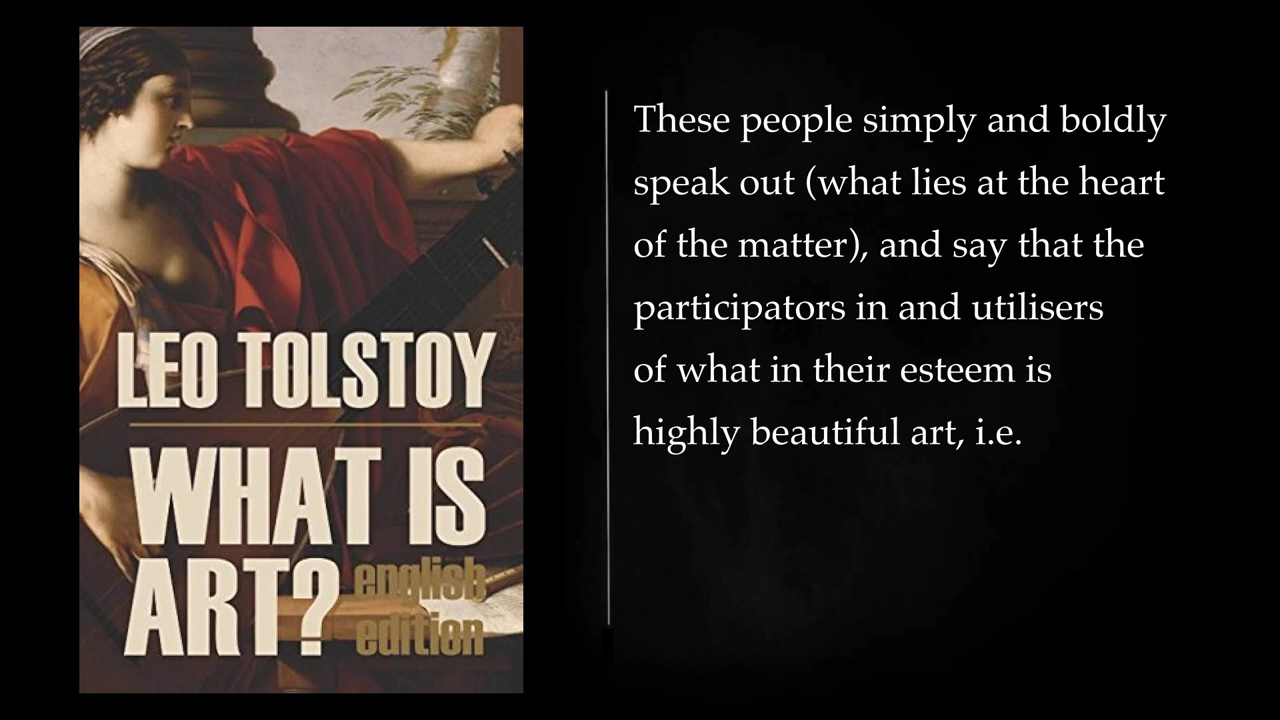 LEO TOLSTOY
WHAT IS
ART?
english
edition
These people simply and boldly
speak out (what lies at the heart
of the matter), and say that the
participators in and utilisers
of what in their esteem is
highly beautiful art, i.e.